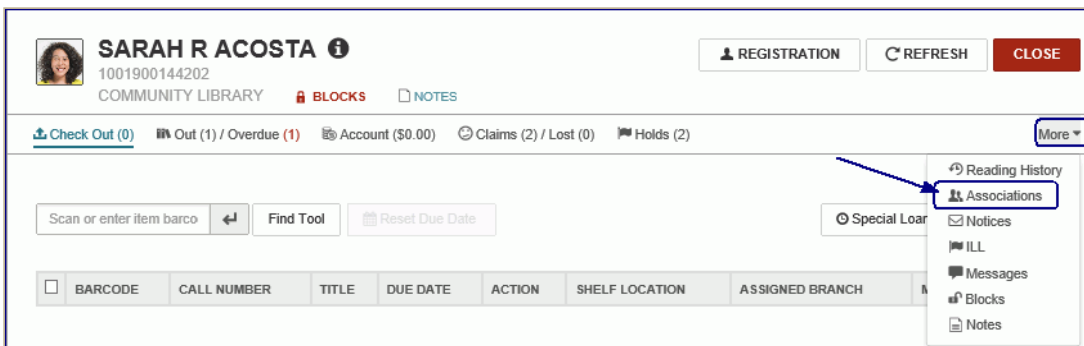 SARAH R ACOSTA
1001900144202
COMMUNITY LIBRARY BLOCKS NOTES
REGISTRATION REFRESH CLOSE
Check Out (0) Out (1) / Overdue (1) Account ($0.00) Claims (2) / Lost (0) Holds (2) More
Reading History
Associations
Notices
ILL
Messages
Blocks
Notes
Scan or enter item barco Find Tool Reset Due Date Special Loan
BARCODE CALL NUMBER TITLE DUE DATE ACTION SHELF LOCATION ASSIGNED BRANCH